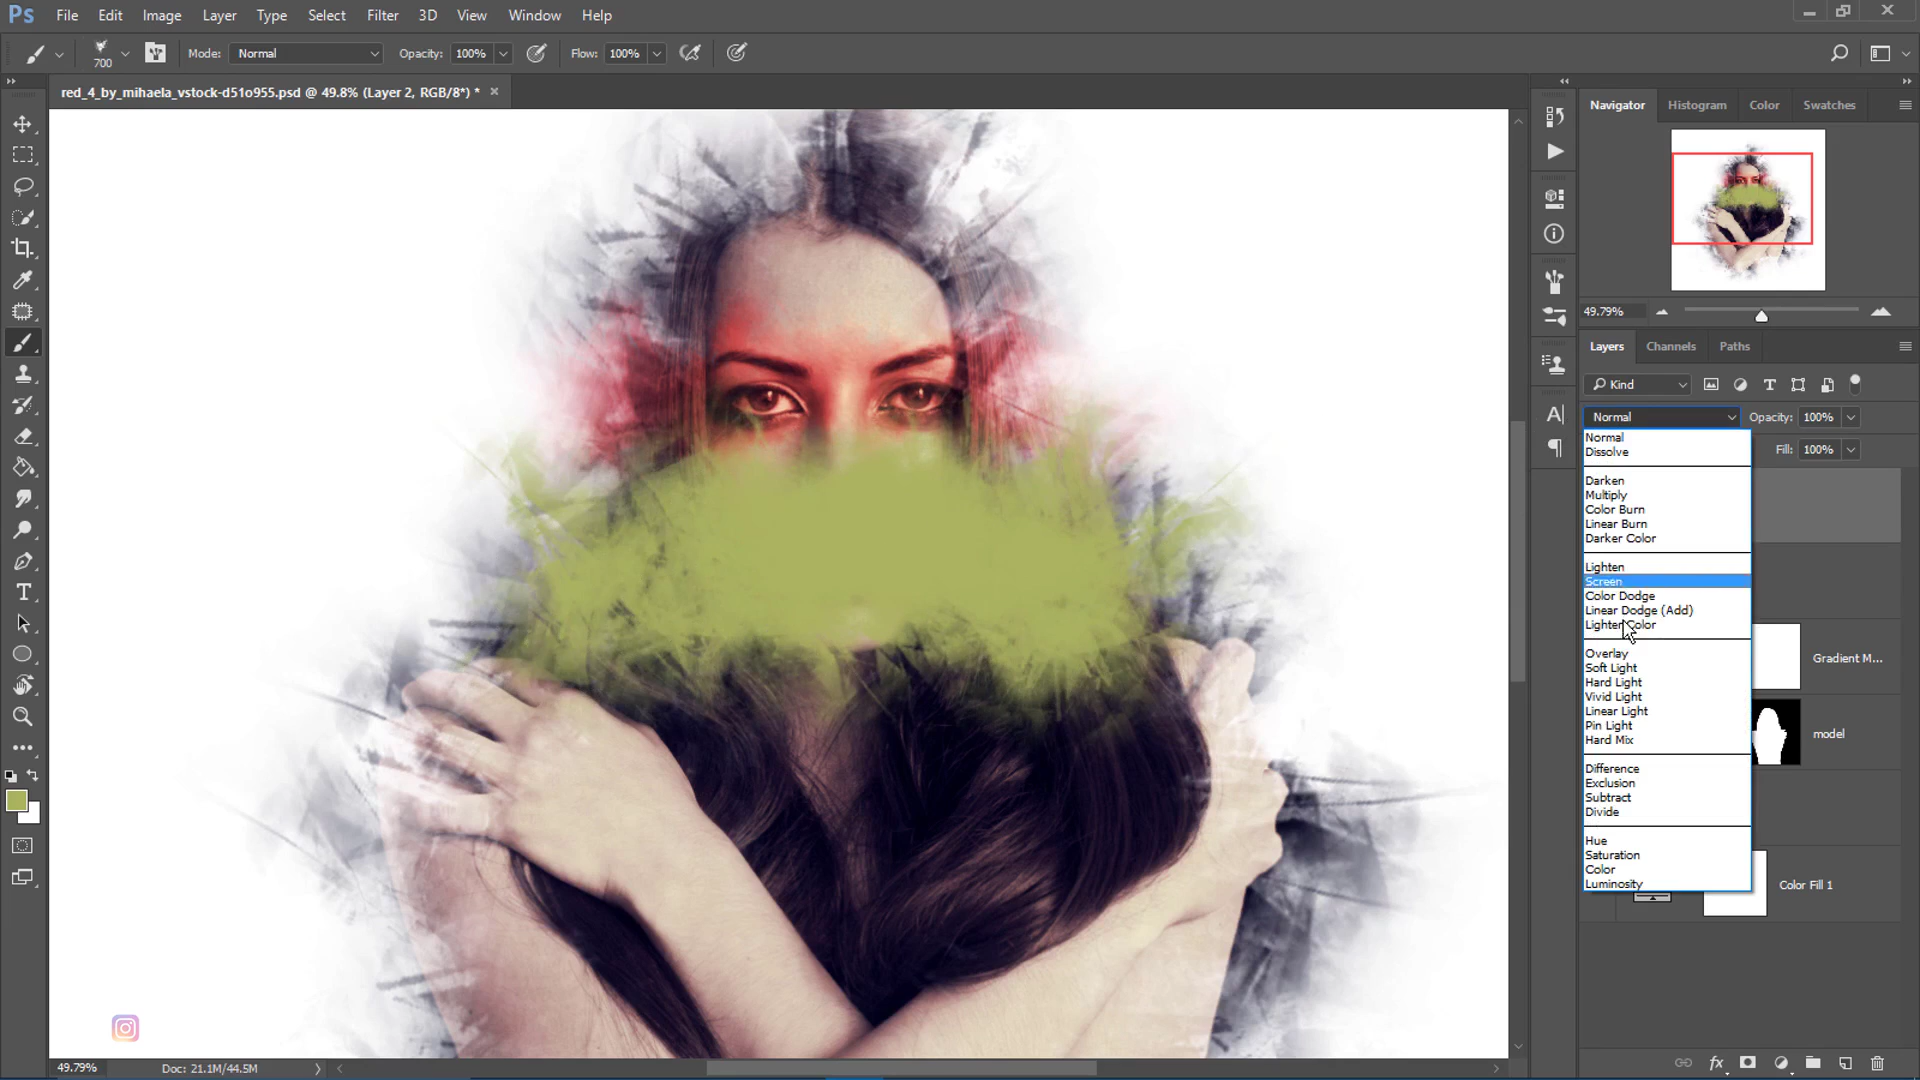 Ps File Edit Image Layer Type Select Filter 3D View Window Help
700 Mode: Normal Opacity: 100% Flow: 100%
red_4_by_mihaela_vstock-d51o955.psd @ 49.8% (Layer 2, RGB/8*) *
Navigator Histogram Color Swatches
49.79%
Layers Channels Paths
Kind
Normal Opacity: 100%
Fill: 100%
Normal
Dissolve
Darken
Multiply
Color Burn
Linear Burn
Darker Color
Lighten
Screen
Color Dodge
Linear Dodge (Add)
Lighter Color
Overlay
Soft Light
Hard Light
Vivid Light
Linear Light
Pin Light
Hard Mix
Difference
Exclusion
Subtract
Divide
Hue
Saturation
Color
Luminosity
Gradient M...
model
Color Fill 1
49.79% Doc: 21.1M/44.5M